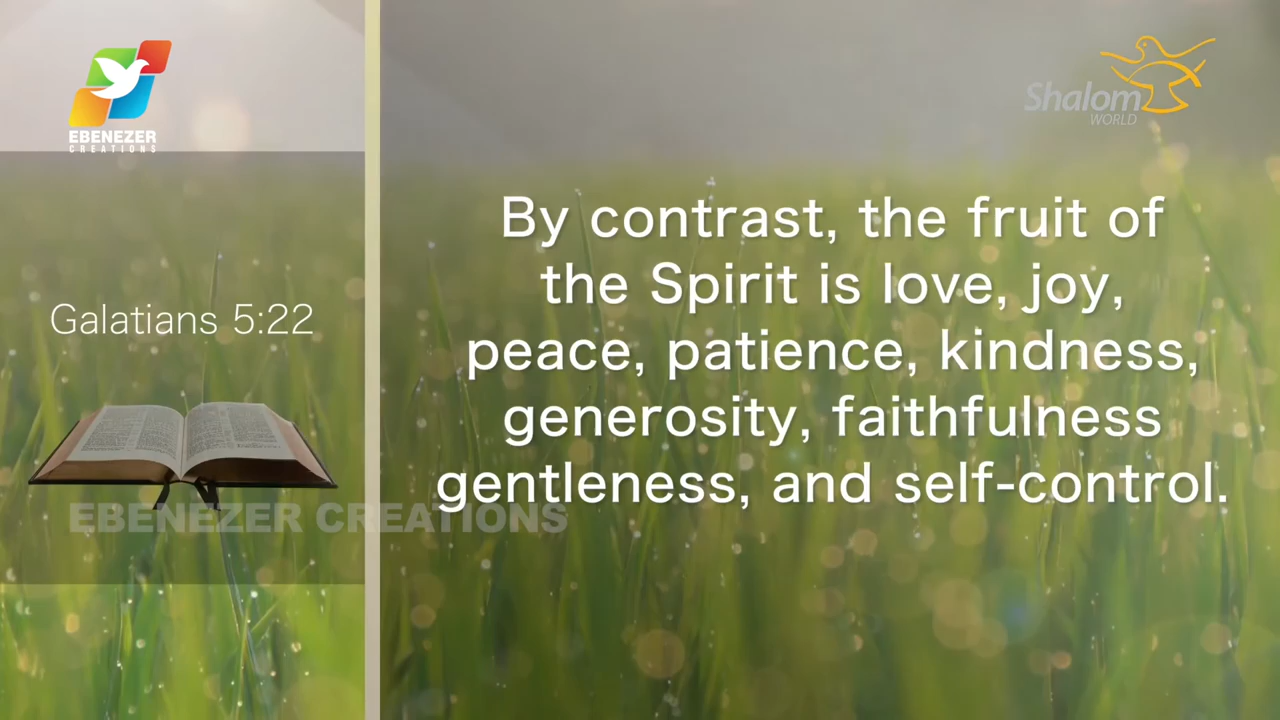 EBENEZER
CREATIONS
Shalom
WORLD
Galatians 5:22
By contrast, the fruit of
the Spirit is love, joy,
peace, patience, kindness,
generosity, faithfulness
gentleness, and self-control.
EBENEZER CREATIONS